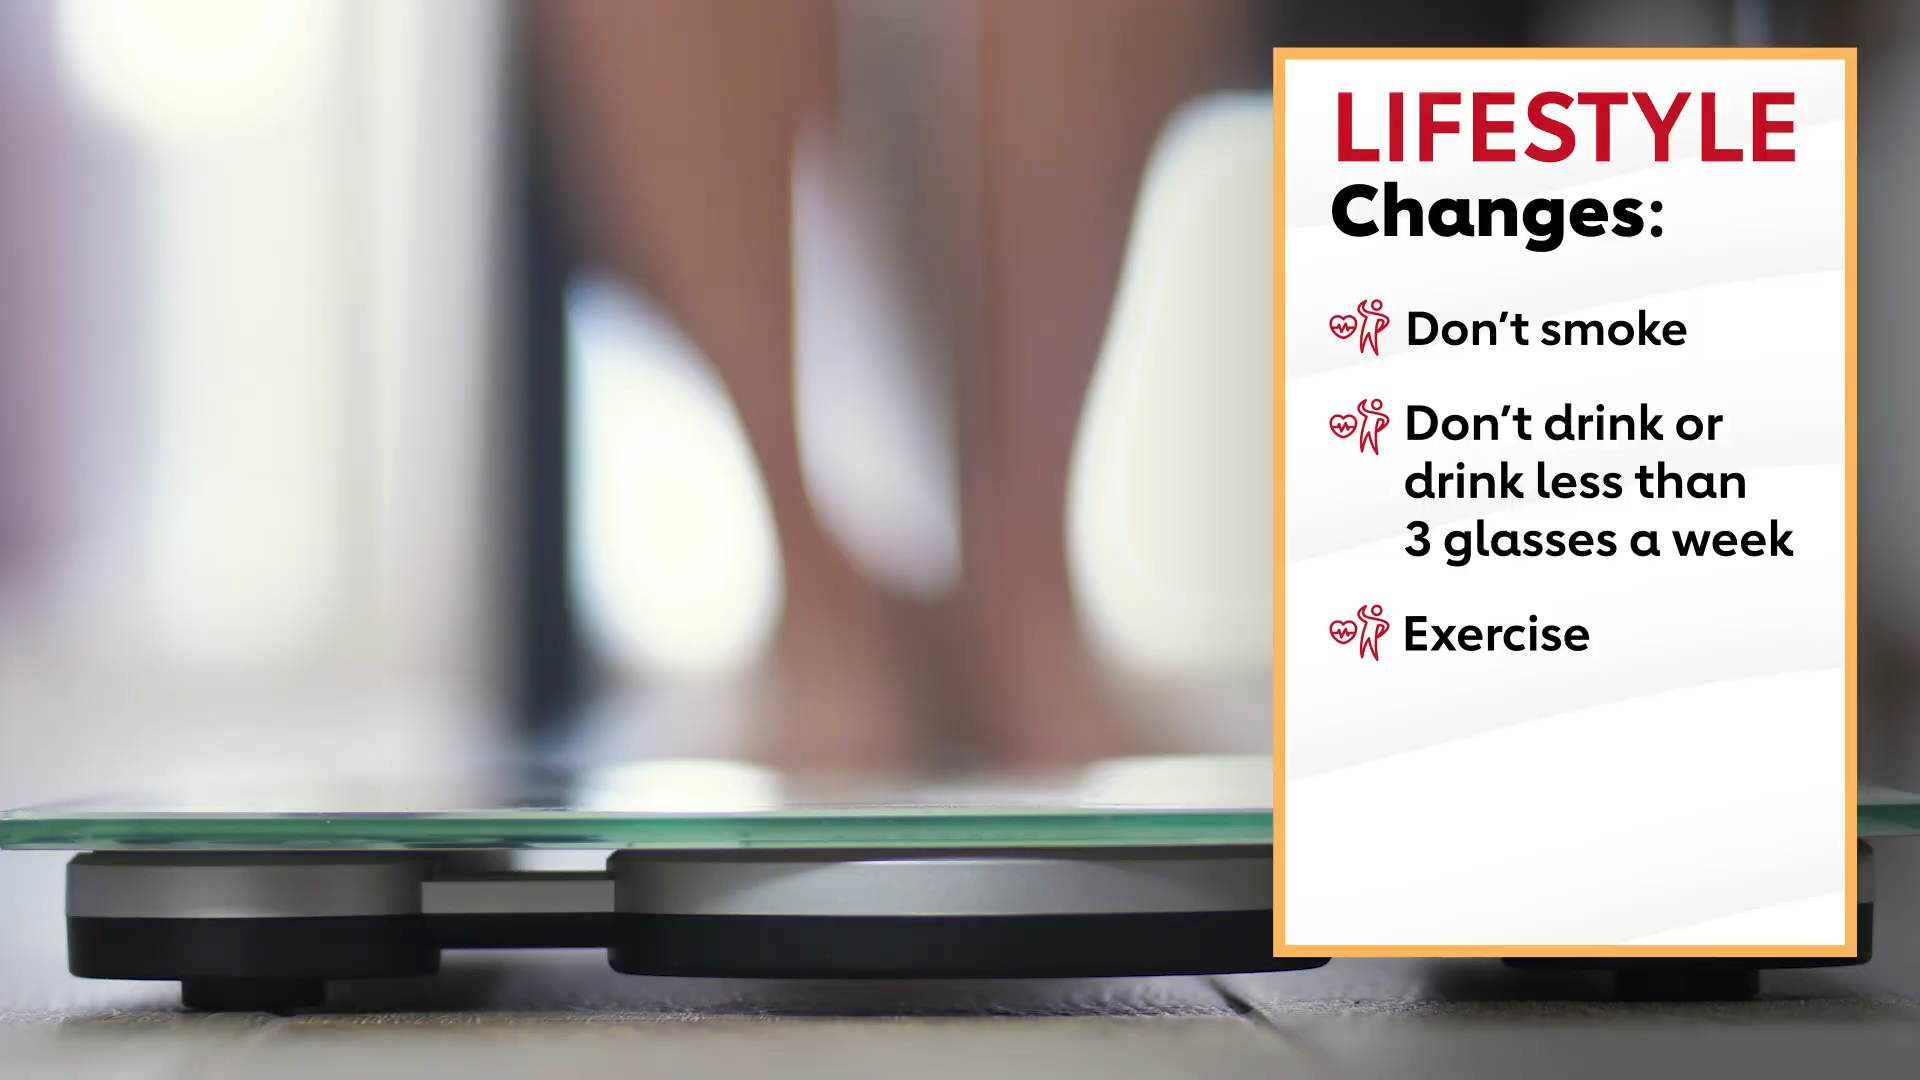 LIFESTYLE
Changes:
Don’t smoke
Don’t drink or
drink less than
3 glasses a week
Exercise